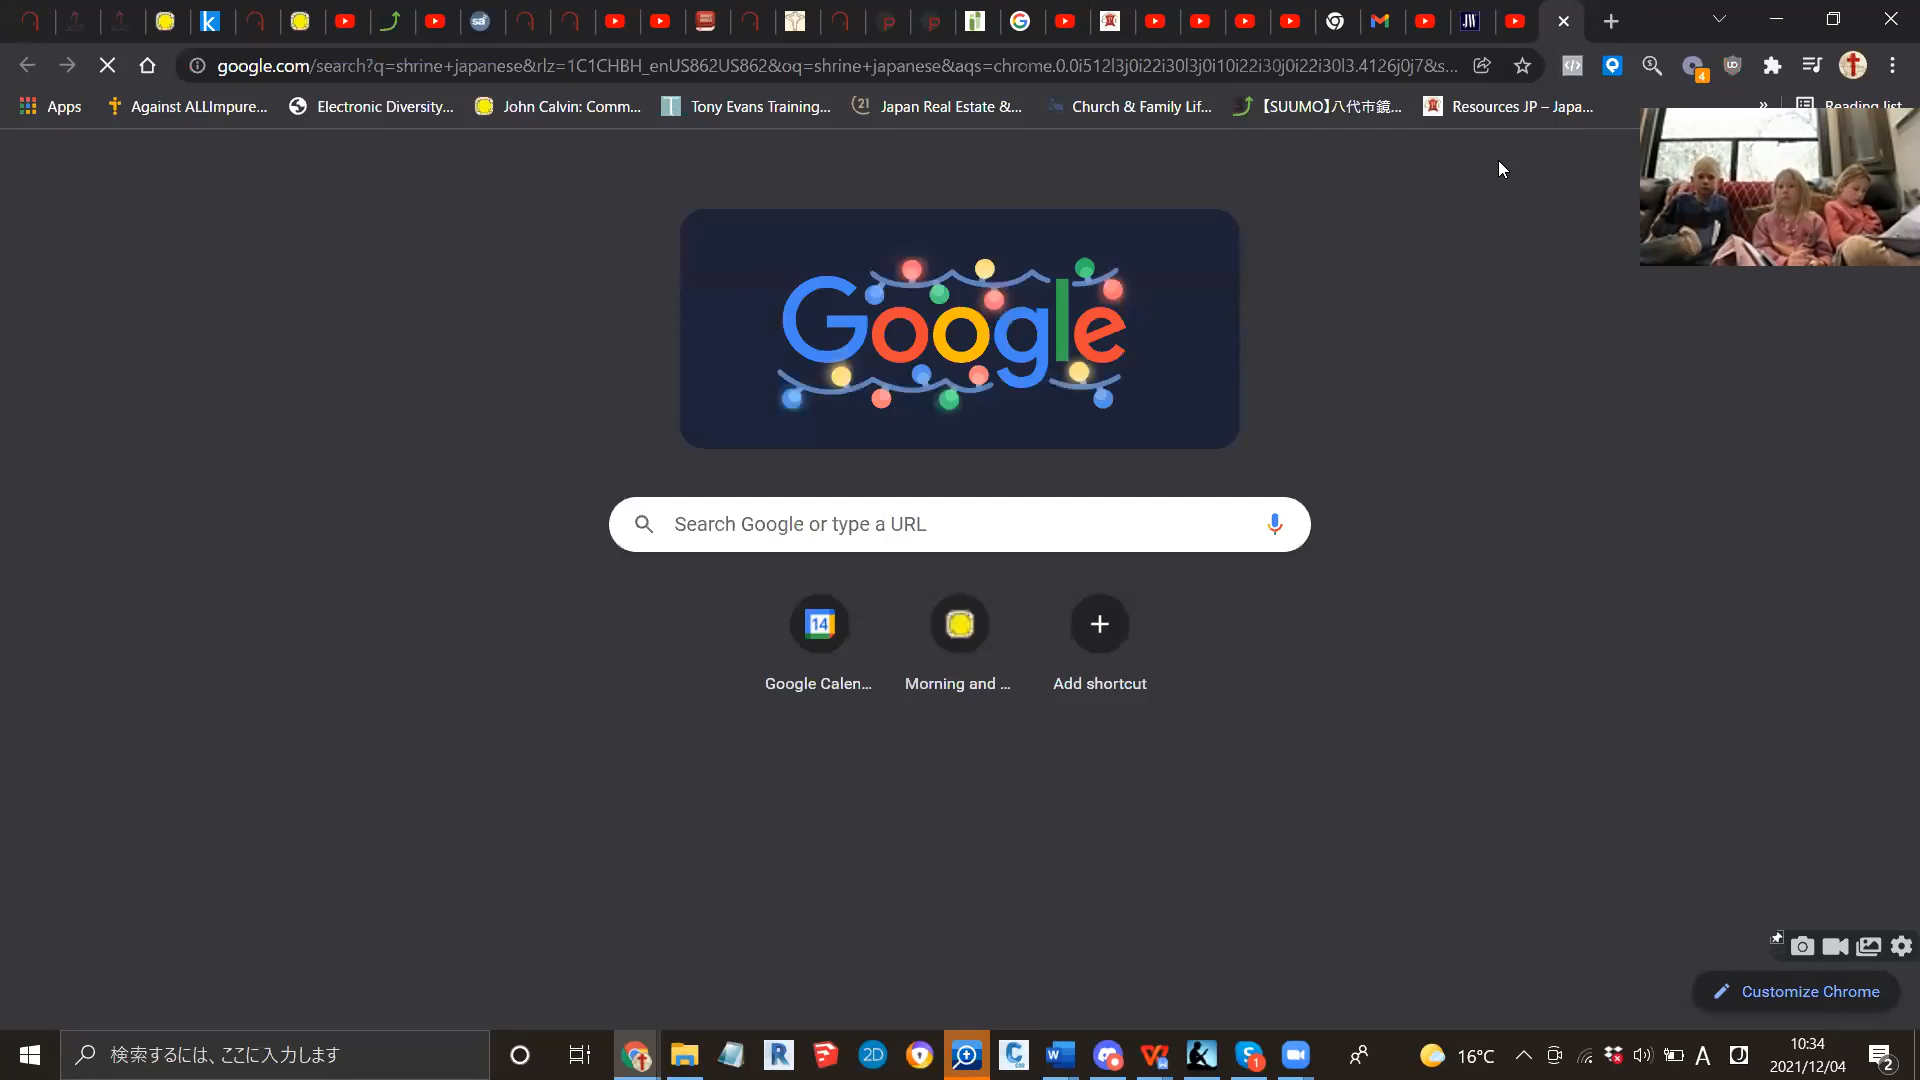 google.com/search?q=shrine+japanese&rlz=1C1CHBH_enUS862US862&oq=shrine+japanese&aqs=chrome.0.0i512l3j0i22i30l3j0i10i22i30j0i22i30l3.4126j0j7&s...
4
Apps
Against ALLImpure...
Electronic Diversity...
John Calvin: Comm...
Tony Evans Training...
Japan Real Estate &...
Church & Family Lif...
【SUUMO】八代市鏡...
Resources JP – Japa...
»
Reading list
Google
Search Google or type a URL
14
Google Calen...
Morning and ...
Add shortcut
Customize Chrome
検索するには、ここに入力します
2D
16°C
A
10:34
2021/12/04
2